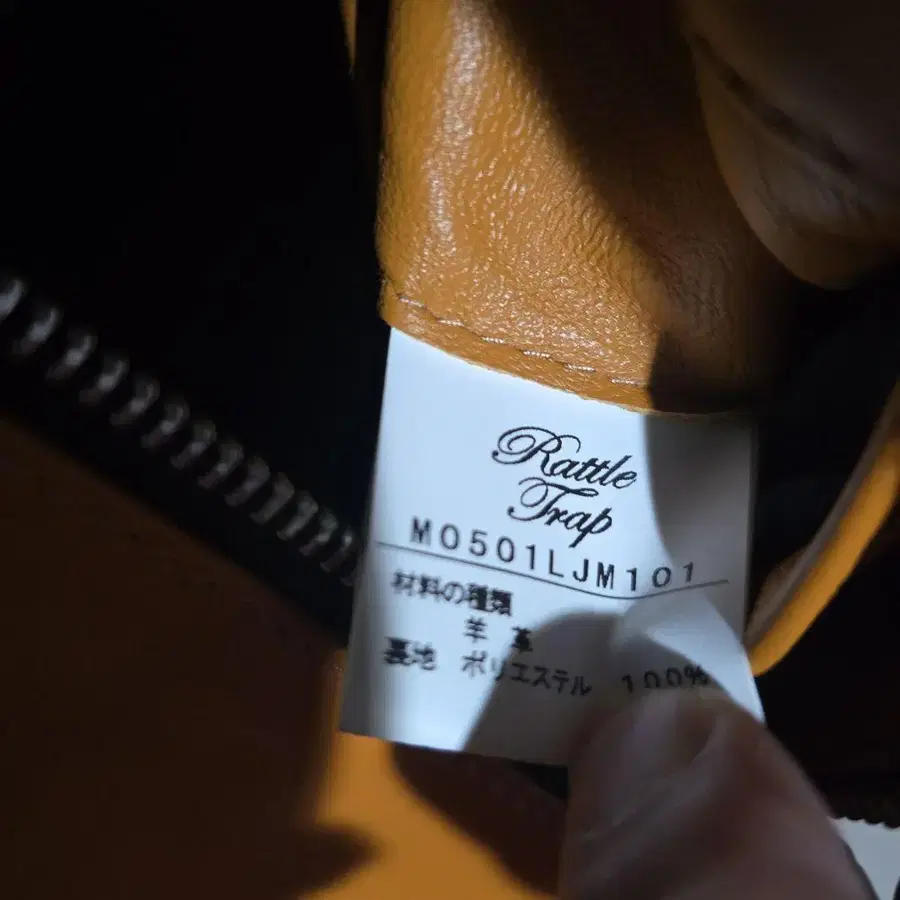 Rattle
Trap
M0501LJM101
材料の種類
羊 革
裏地 ポリエステル 100%